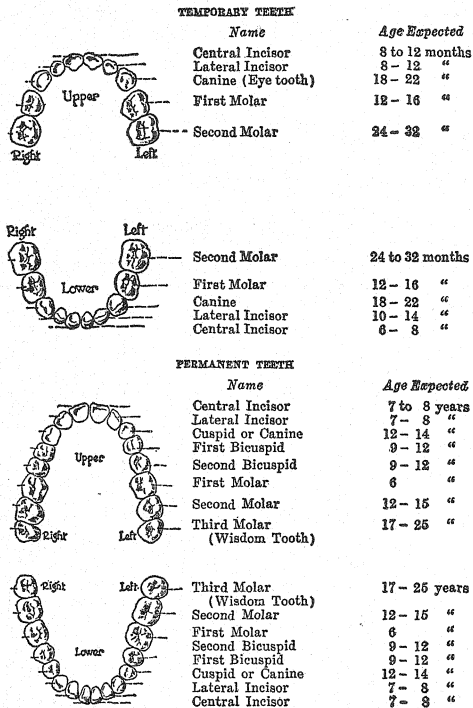 TEMPORARY TEETH
Name Age Expected
Central Incisor 8 to 12 months
Lateral Incisor 8 - 12 "
Canine (Eye tooth) 18 - 22 "
Upper
First Molar 12 - 16 "
Second Molar 24 - 32 "
Right Left
Right Left
Second Molar 24 to 32 months
Lower
First Molar 12 - 16 "
Canine 18 - 22 "
Lateral Incisor 10 - 14 "
Central Incisor 6 - 8 "
PERMANENT TEETH
Name Age Expected
Central Incisor 7 to 8 years
Lateral Incisor 7 - 8 "
Cuspid or Canine 12 - 14 "
First Bicuspid 9 - 12 "
Upper
Second Bicuspid 9 - 12 "
First Molar 6 "
Second Molar 12 - 15 "
Third Molar 17 - 25 "
Right Left
(Wisdom Tooth)
Right Left
Third Molar 17 - 25 years
(Wisdom Tooth)
Second Molar 12 - 15 "
First Molar 6 "
Second Bicuspid 9 - 12 "
Lower
First Bicuspid 9 - 12 "
Cuspid or Canine 12 - 14 "
Lateral Incisor 7 - 8 "
Central Incisor 7 - 8 "